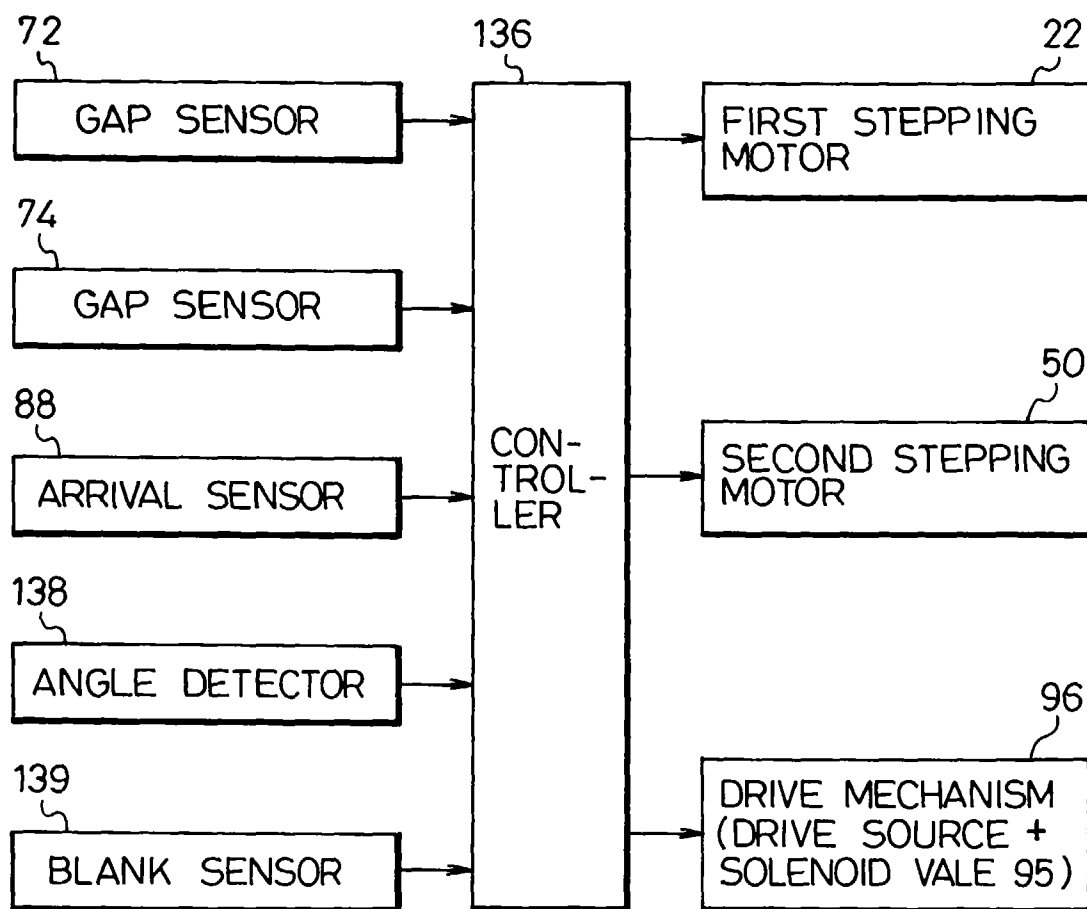 72
GAP SENSOR
74
GAP SENSOR
88
ARRIVAL SENSOR
138
ANGLE DETECTOR
139
BLANK SENSOR
136
CON-
TROL-
LER
22
FIRST STEPPING
MOTOR
50
SECOND STEPPING
MOTOR
96
DRIVE MECHANISM
(DRIVE SOURCE +
SOLENOID VALE 95)